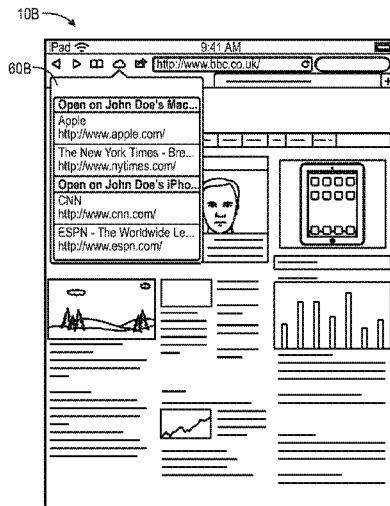 10B
iPad 9:41 AM
http://www.bbc.co.uk/
60B
Open on John Doe's Mac...
Apple
http://www.apple.com/
The New York Times - Bre...
http://www.nytimes.com/
Open on John Doe's iPho...
CNN
http://www.cnn.com/
ESPN - The Worldwide Le...
http://www.espn.com/